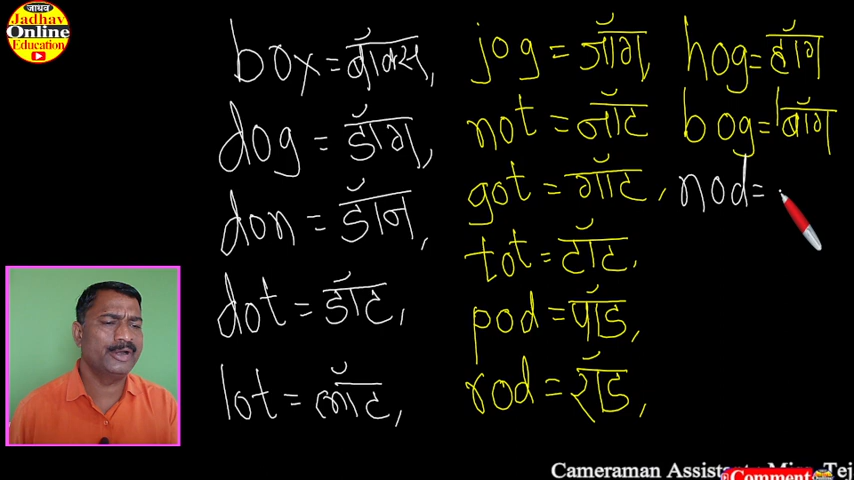 जाधव
Jadhav
Online
Education
box = बॉक्स,
dog = डॉग,
don = डॉन,
dot = डॉट,
lot = लॉट,
jog = जॉग,
not = नॉट
got = गॉट,
tot = टॉट,
pod = पॉड,
rod = रॉड,
hog = हॉग
bog = बॉग
nod =
Cameraman Assistant
Comment